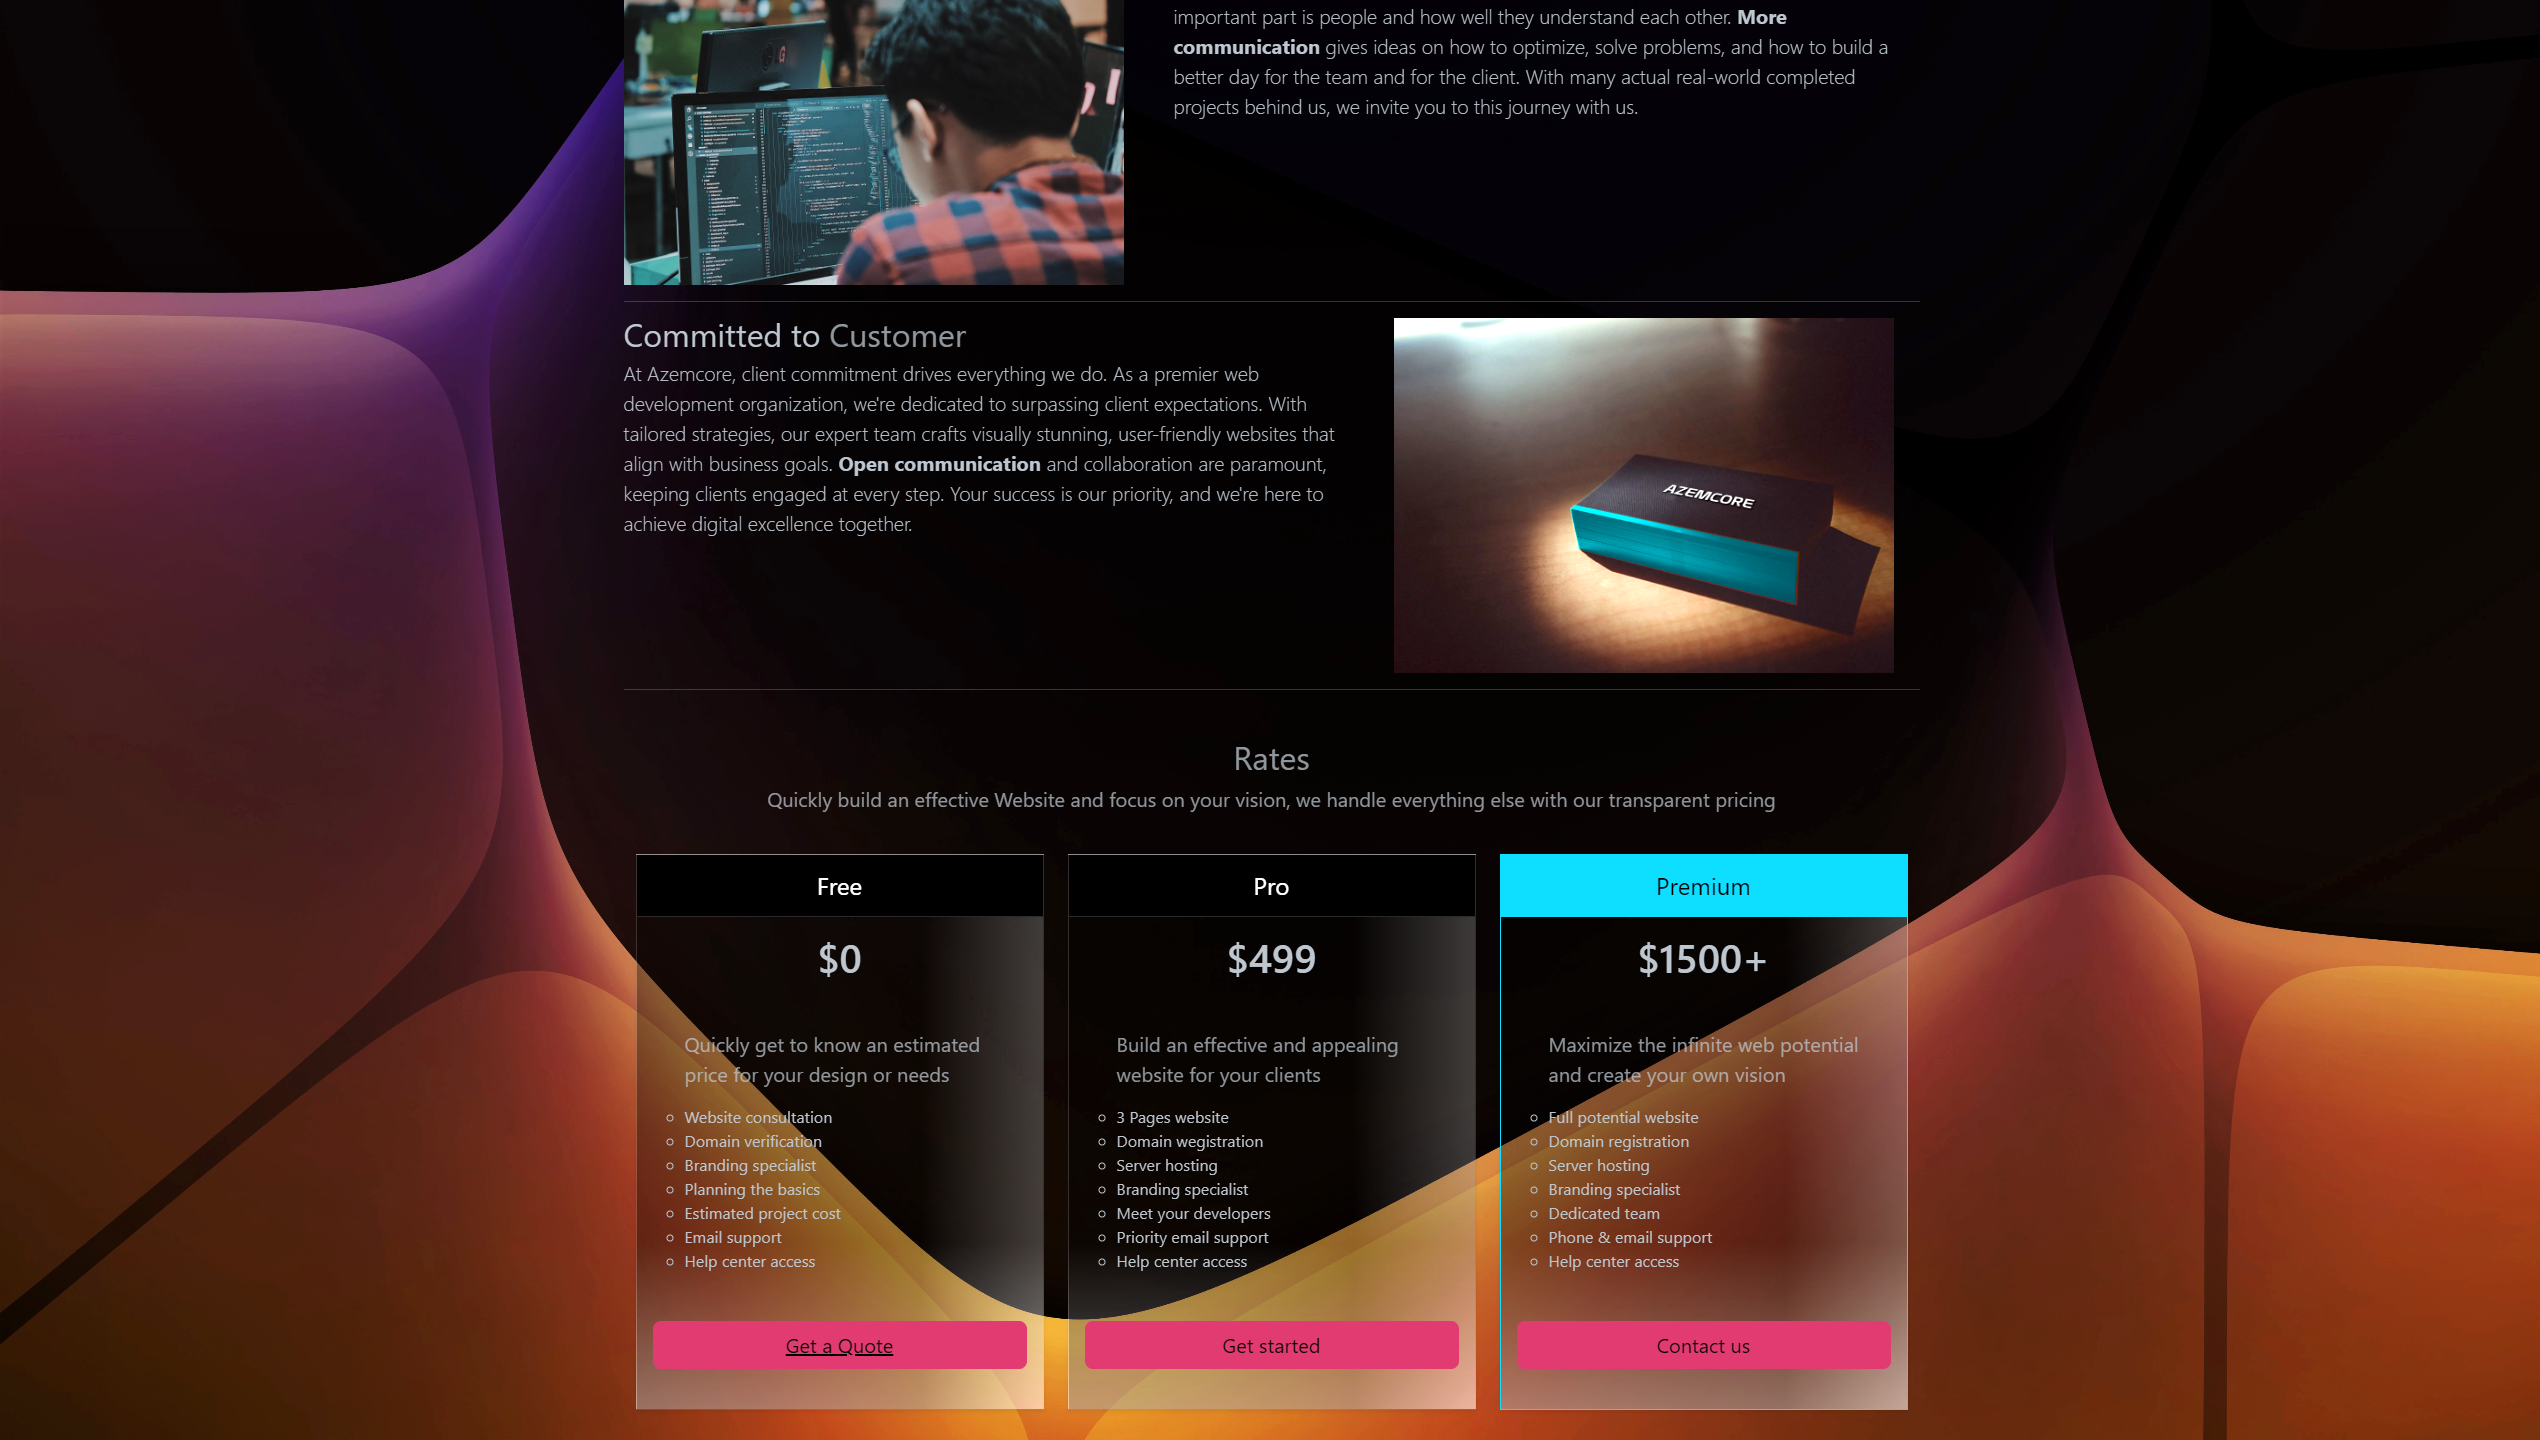 important part is people and how well they understand each other. More
communication gives ideas on how to optimize, solve problems, and how to build a
better day for the team and for the client. With many actual real-world completed
projects behind us, we invite you to this journey with us.
Committed to Customer
At Azemcore, client commitment drives everything we do. As a premier web
development organization, we're dedicated to surpassing client expectations. With
tailored strategies, our expert team crafts visually stunning, user-friendly websites that
align with business goals. Open communication and collaboration are paramount,
keeping clients engaged at every step. Your success is our priority, and we're here to
achieve digital excellence together.
AZEMCORE
Rates
Quickly build an effective Website and focus on your vision, we handle everything else with our transparent pricing
Free
$0
Quickly get to know an estimated
price for your design or needs
Website consultation
Domain verification
Branding specialist
Planning the basics
Estimated project cost
Email support
Help center access
Get a Quote
Pro
$499
Build an effective and appealing
website for your clients
3 Pages website
Domain wegistration
Server hosting
Branding specialist
Meet your developers
Priority email support
Help center access
Get started
Premium
$1500+
Maximize the infinite web potential
and create your own vision
Full potential website
Domain registration
Server hosting
Branding specialist
Dedicated team
Phone & email support
Help center access
Contact us